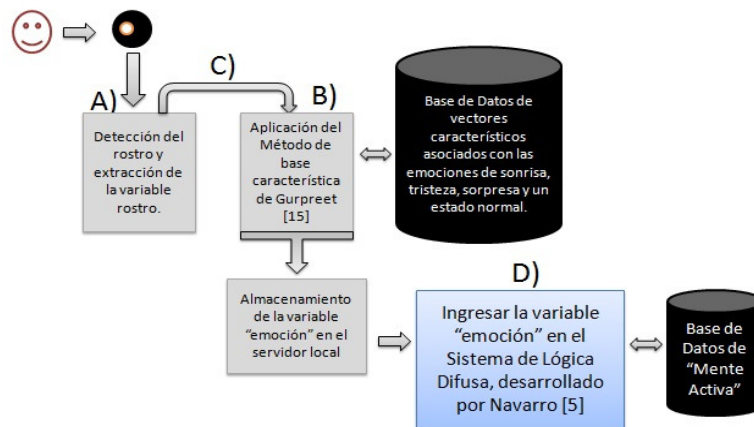 A)
Detección del
rostro y
extracción de
la variable
rostro.
C)
B)
Aplicación del
Método de
base
característica
de Gurpreet
[15]
Base de Datos de
vectores
característicos
asociados con las
emociones de sonrisa,
tristeza, sorpresa y un
estado normal.
Almacenamiento
de la variable
“emoción” en el
servidor local
D)
Ingresar la variable
“emoción” en el
Sistema de Lógica
Difusa, desarrollado
por Navarro [5]
Base de
Datos de
“Mente
Activa”